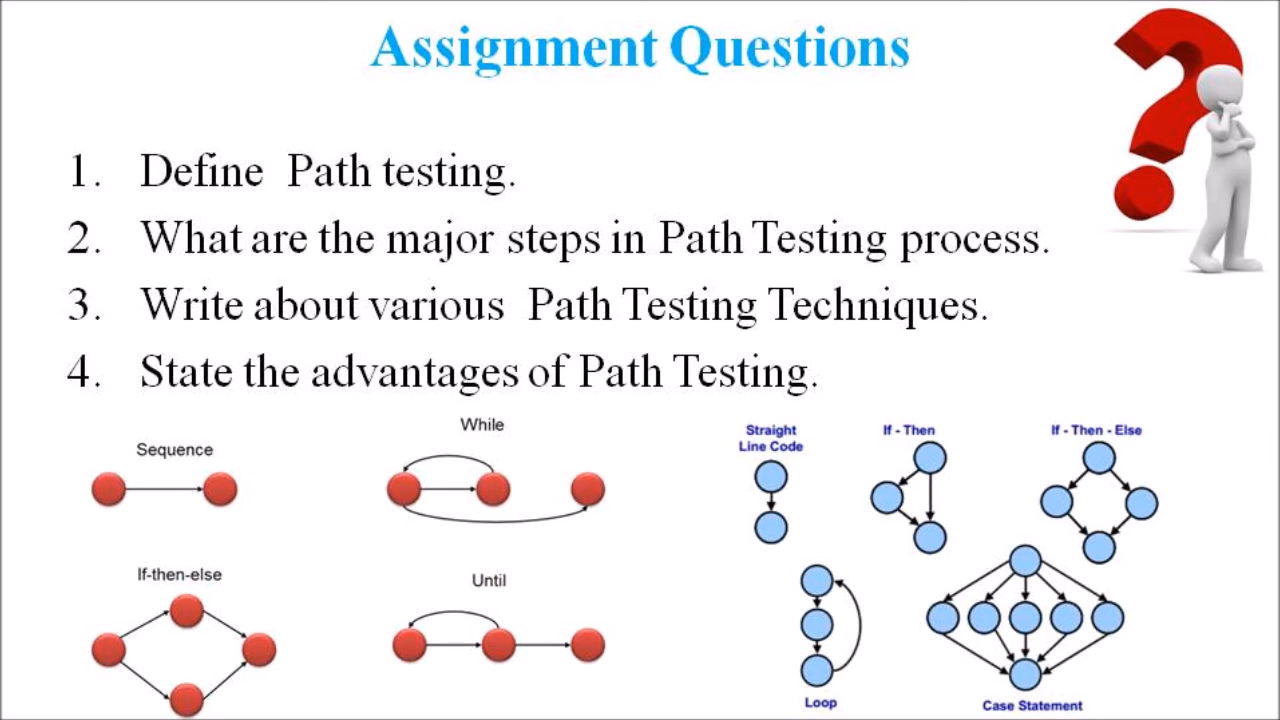 Assignment Questions
1. Define Path testing.
2. What are the major steps in Path Testing process.
3. Write about various Path Testing Techniques.
4. State the advantages of Path Testing.
Sequence
While
If-then-else
Until
Straight
Line Code
If - Then
If - Then - Else
Loop
Case Statement